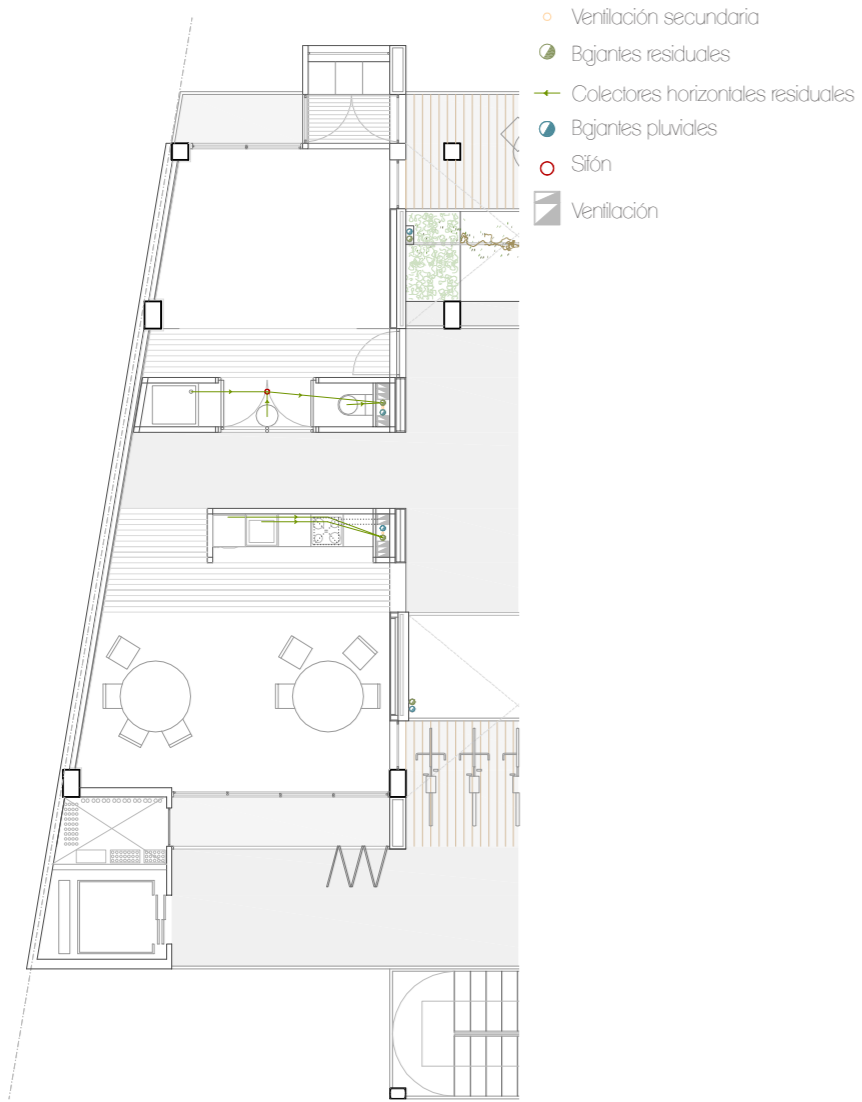 Ventilación secundaria
Bajantes residuales
Colectores horizontales residuales
Bajantes pluviales
Sifón
Ventilación